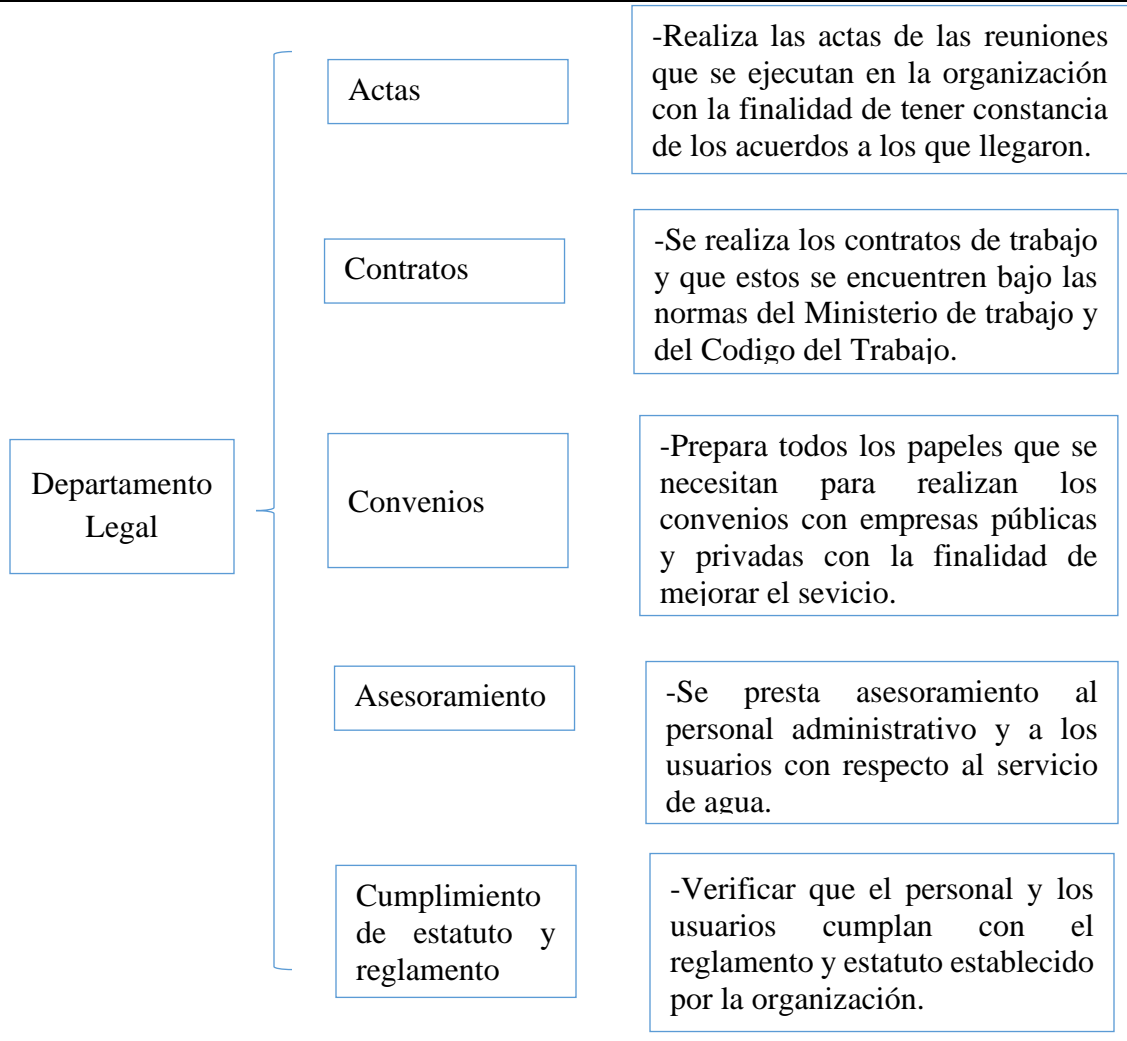 Departamento
Legal
Actas
-Realiza las actas de las reuniones
que se ejecutan en la organización
con la finalidad de tener constancia
de los acuerdos a los que llegaron.
Contratos
-Se realiza los contratos de trabajo
y que estos se encuentren bajo las
normas del Ministerio de trabajo y
del Codigo del Trabajo.
Convenios
-Prepara todos los papeles que se
necesitan para realizan los
convenios con empresas públicas
y privadas con la finalidad de
mejorar el sevicio.
Asesoramiento
-Se presta asesoramiento al
personal administrativo y a los
usuarios con respecto al servicio
de agua.
Cumplimiento
de estatuto y
reglamento
-Verificar que el personal y los
usuarios cumplan con el
reglamento y estatuto establecido
por la organización.